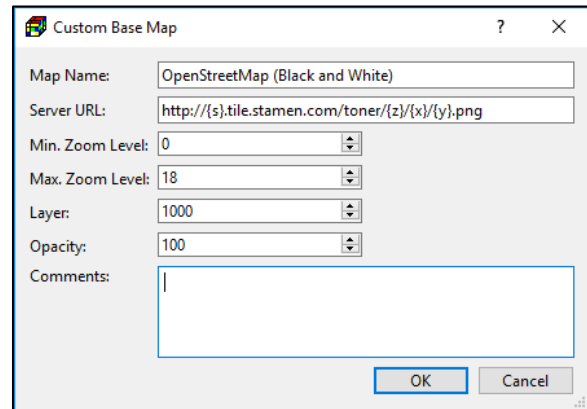 Custom Base Map ?
Map Name: OpenStreetMap (Black and White)
Server URL: http://{s}.tile.stamen.com/toner/{z}/{x}/{y}.png
Min. Zoom Level: 0
Max. Zoom Level: 18
Layer: 1000
Opacity: 100
Comments:
OK Cancel